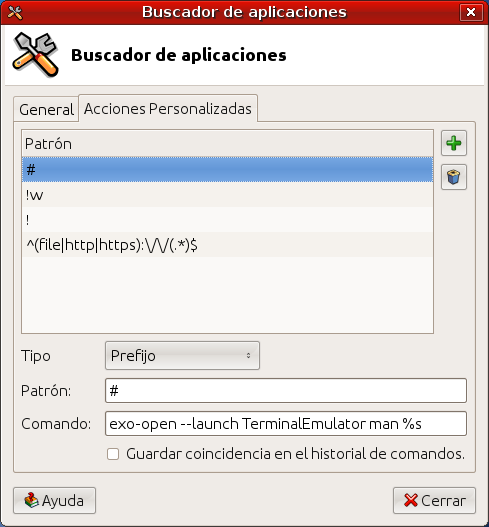 Buscador de aplicaciones
Buscador de aplicaciones
General
Acciones Personalizadas
Patrón
#
!w
!
^(file|http|https):\/\/(.*)$
Tipo
Prefijo
Patrón:
#
Comando:
exo-open --launch TerminalEmulator man %s
Guardar coincidencia en el historial de comandos.
Ayuda
Cerrar